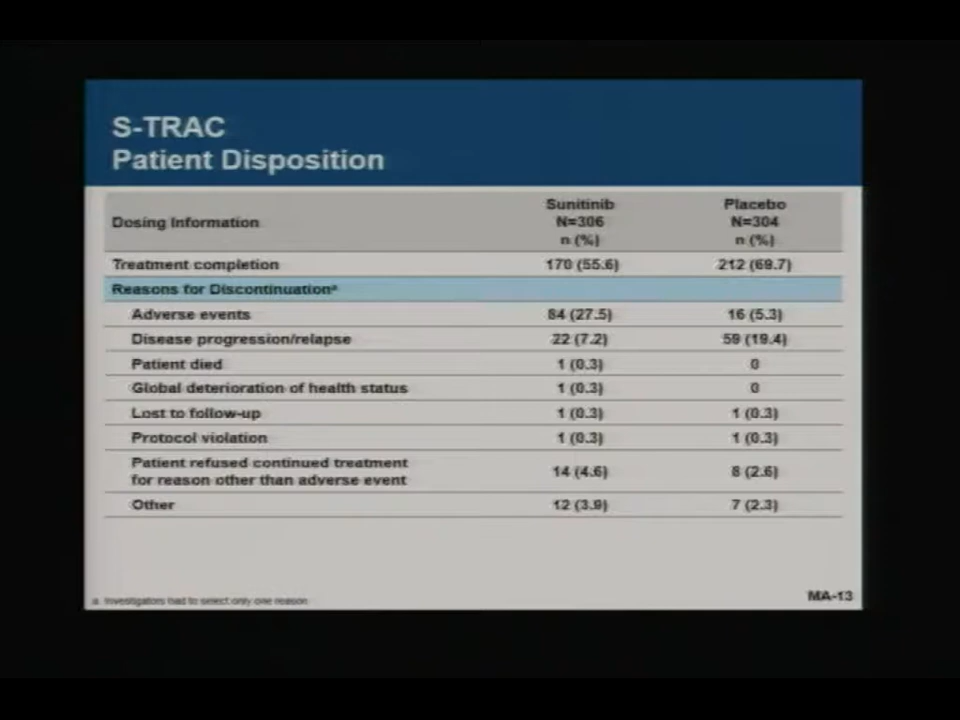 S-TRAC
Patient Disposition
Dosing Information
Sunitinib
N=306
n (%)
Placebo
N=304
n (%)
Treatment completion 170 (55.6) 212 (69.7)
Reasons for Discontinuationᵃ
Adverse events 84 (27.5) 16 (5.3)
Disease progression/relapse 22 (7.2) 59 (19.4)
Patient died 1 (0.3) 0
Global deterioration of health status 1 (0.3) 0
Lost to follow-up 1 (0.3) 1 (0.3)
Protocol violation 1 (0.3) 1 (0.3)
Patient refused continued treatment
for reason other than adverse event 14 (4.6) 8 (2.6)
Other 12 (3.9) 7 (2.3)
a. Investigators had to select only one reason
MA-13